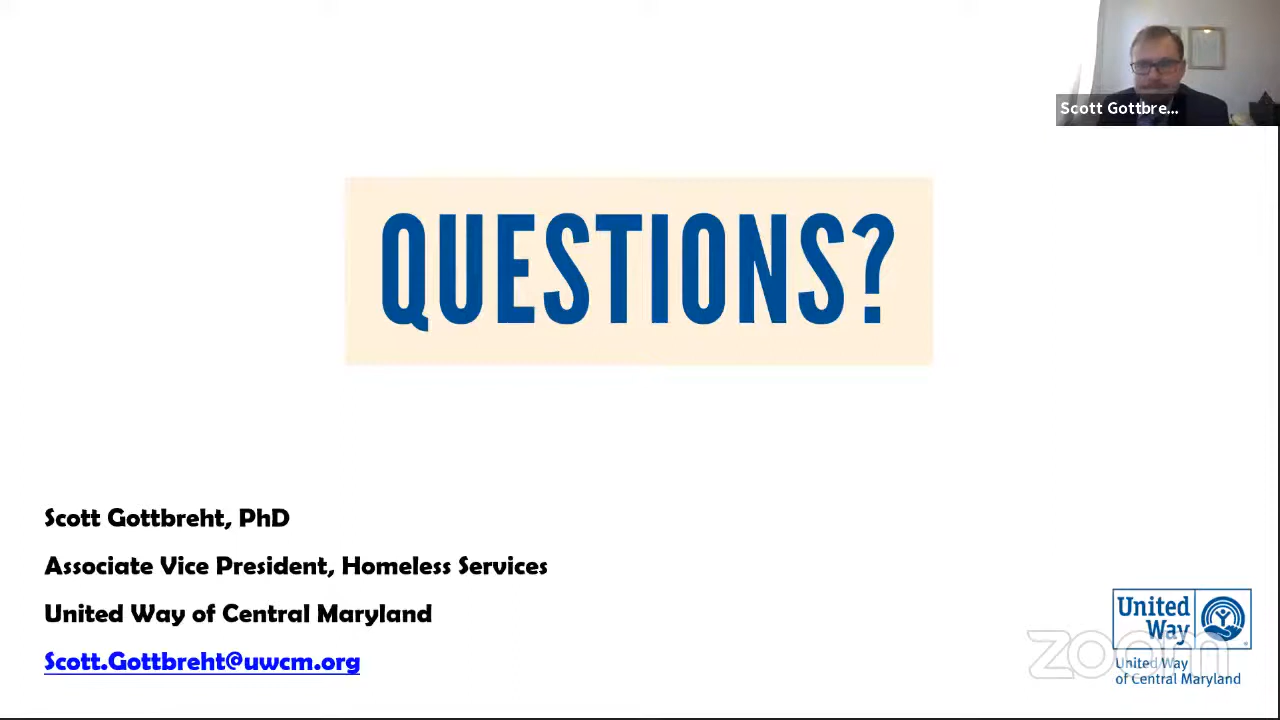 Scott Gottbre...
QUESTIONS?
Scott Gottbreht, PhD
Associate Vice President, Homeless Services
United Way of Central Maryland
Scott.Gottbreht@uwcm.org
United
Way
zoom
United Way
of Central Maryland